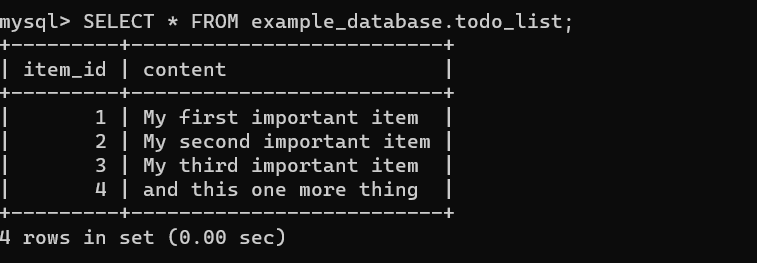 mysql> SELECT * FROM example_database.todo_list;
+---------+--------------------------+
| item_id | content                  |
+---------+--------------------------+
|       1 | My first important item  |
|       2 | My second important item |
|       3 | My third important item  |
|       4 | and this one more thing  |
+---------+--------------------------+
4 rows in set (0.00 sec)